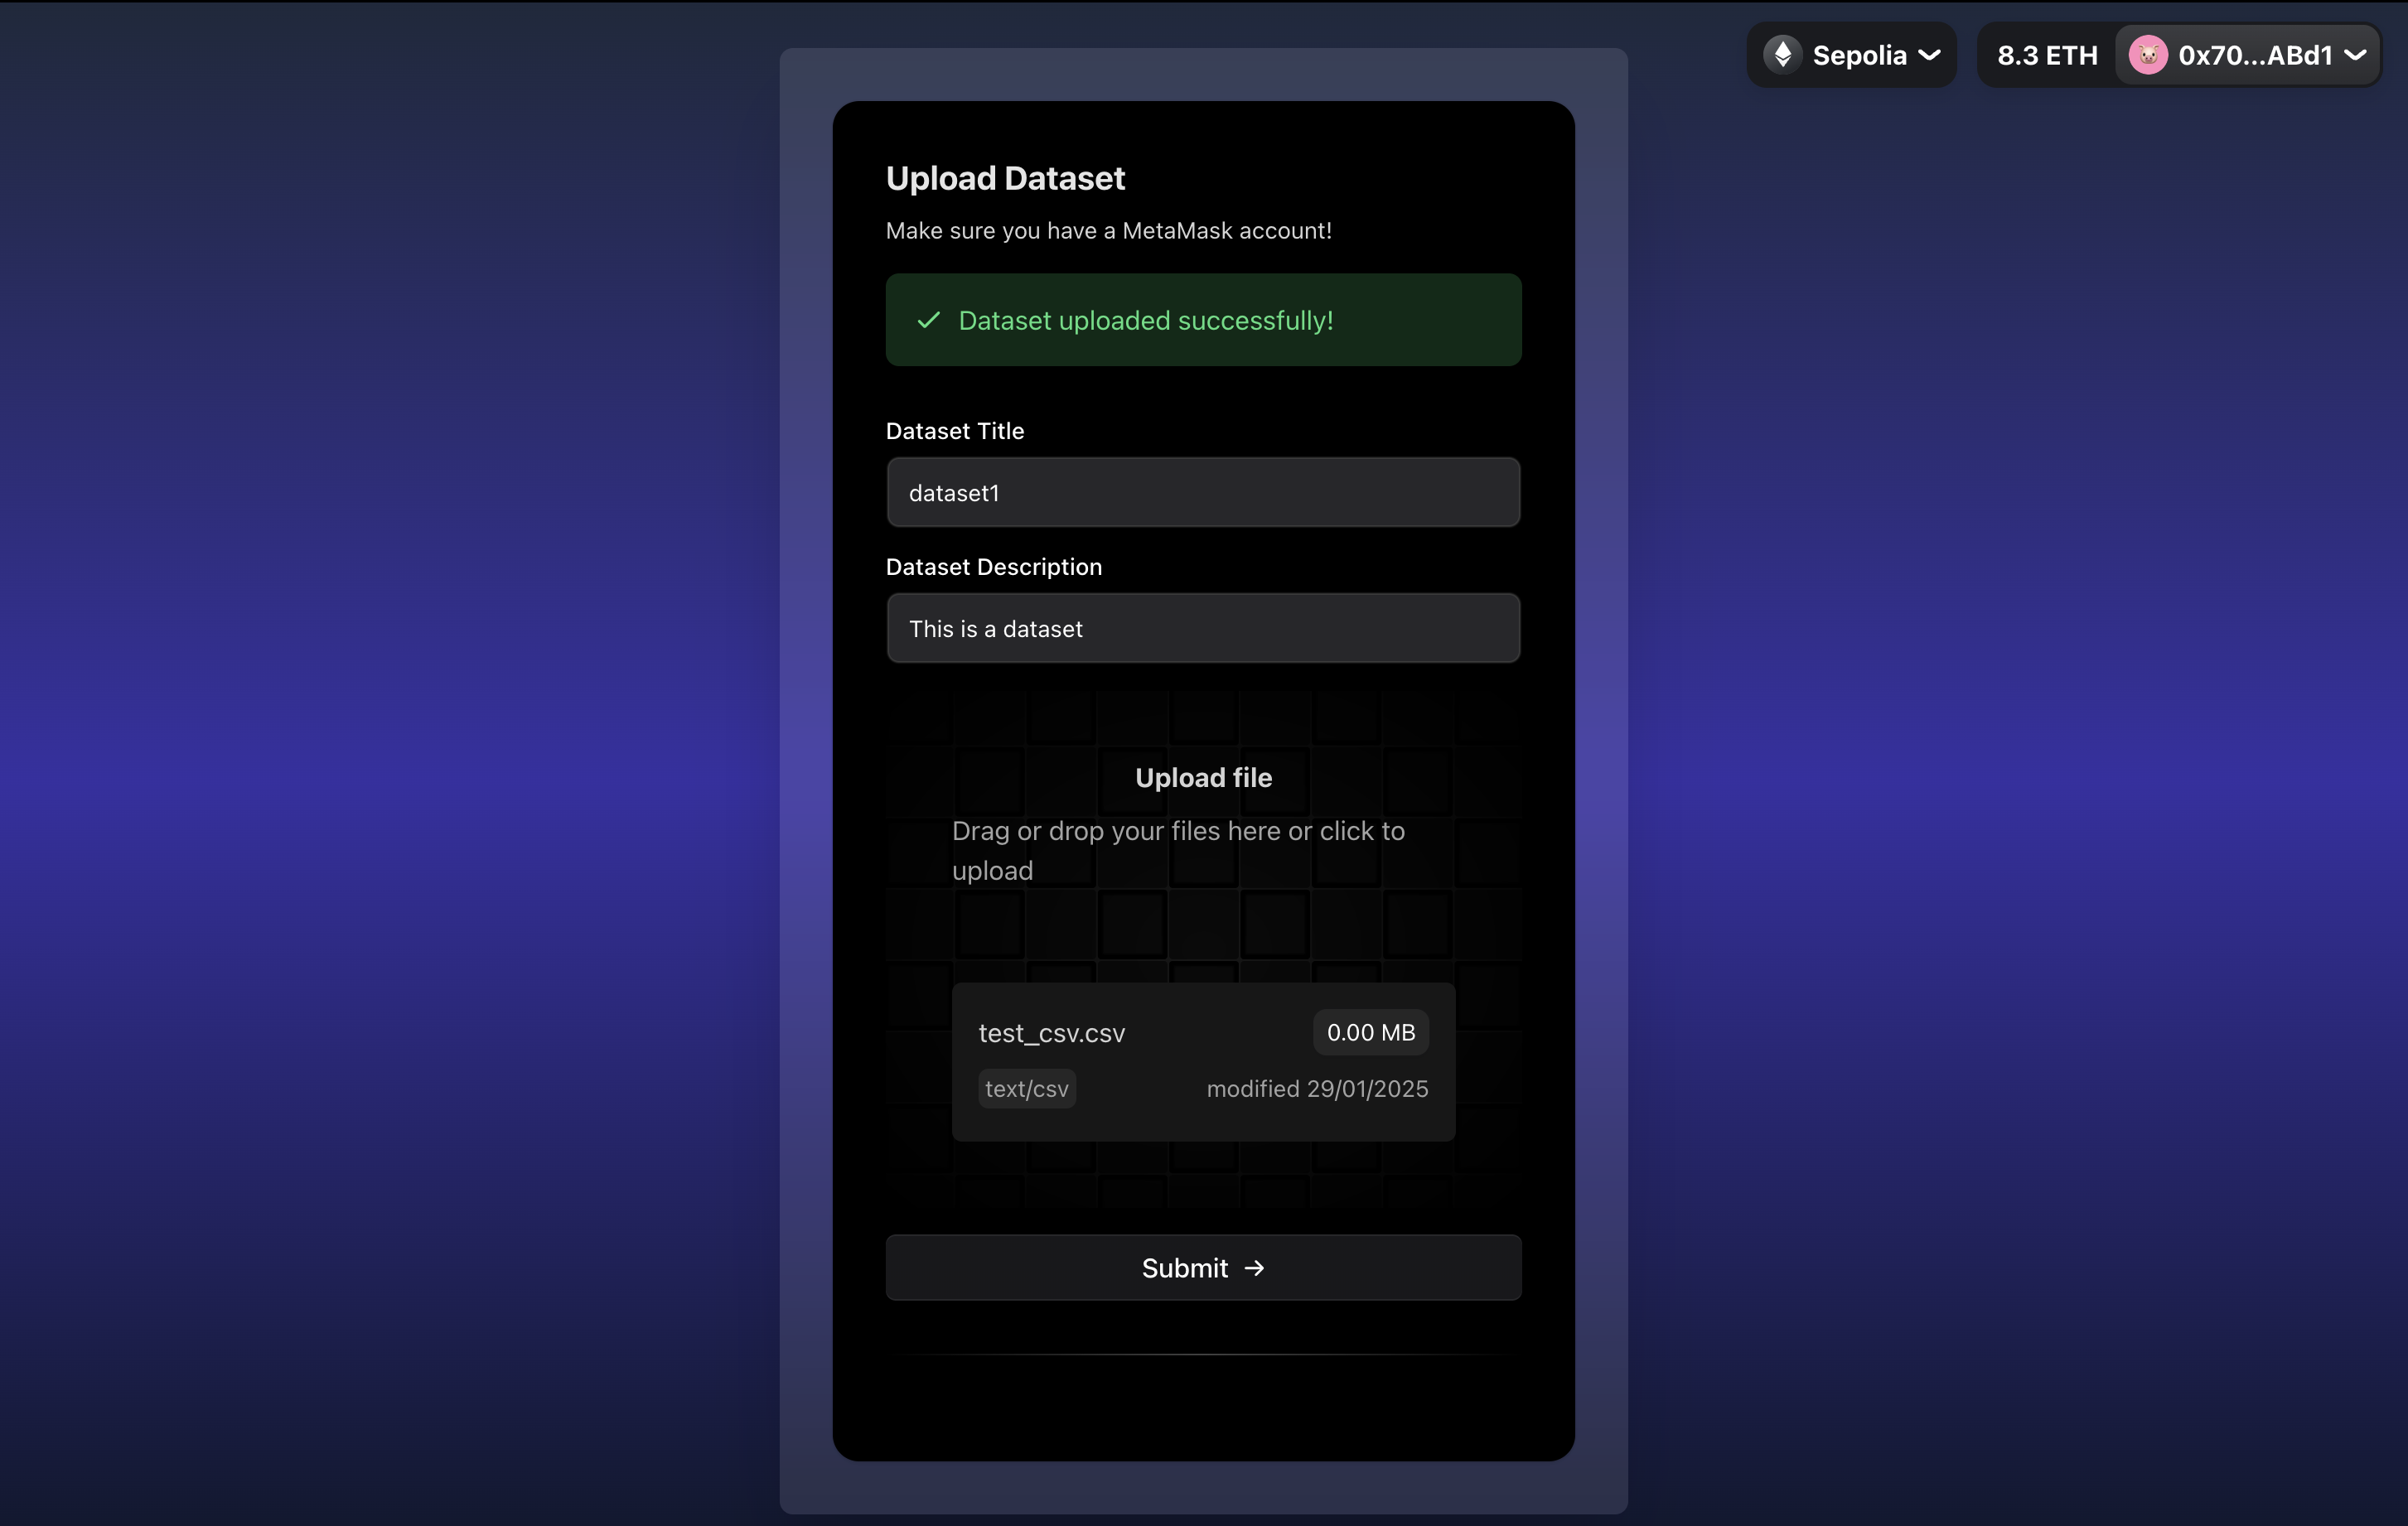 Sepolia
8.3 ETH
0x70...ABd1
Upload Dataset
Make sure you have a MetaMask account!
Dataset uploaded successfully!
Dataset Title
dataset1
Dataset Description
This is a dataset
Upload file
Drag or drop your files here or click to
upload
test_csv.csv
0.00 MB
text/csv
modified 29/01/2025
Submit →